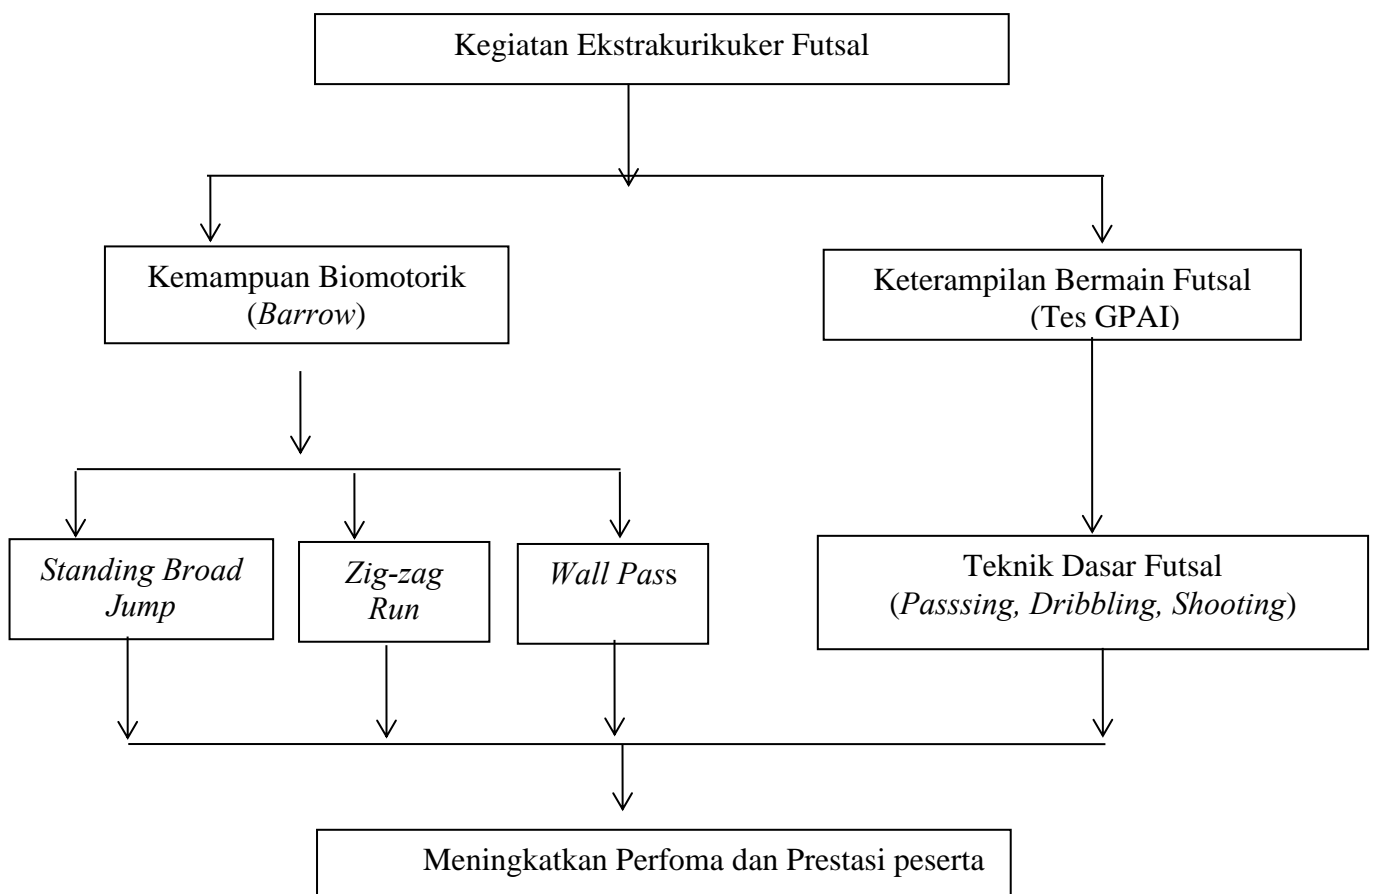 Kegiatan Ekstrakurikuker Futsal
Kemampuan Biomotorik
(Barrow)
Keterampilan Bermain Futsal
(Tes GPAI)
Standing Broad
Jump
Zig-zag
Run
Wall Pass
Teknik Dasar Futsal
(Passsing, Dribbling, Shooting)
Meningkatkan Perfoma dan Prestasi peserta